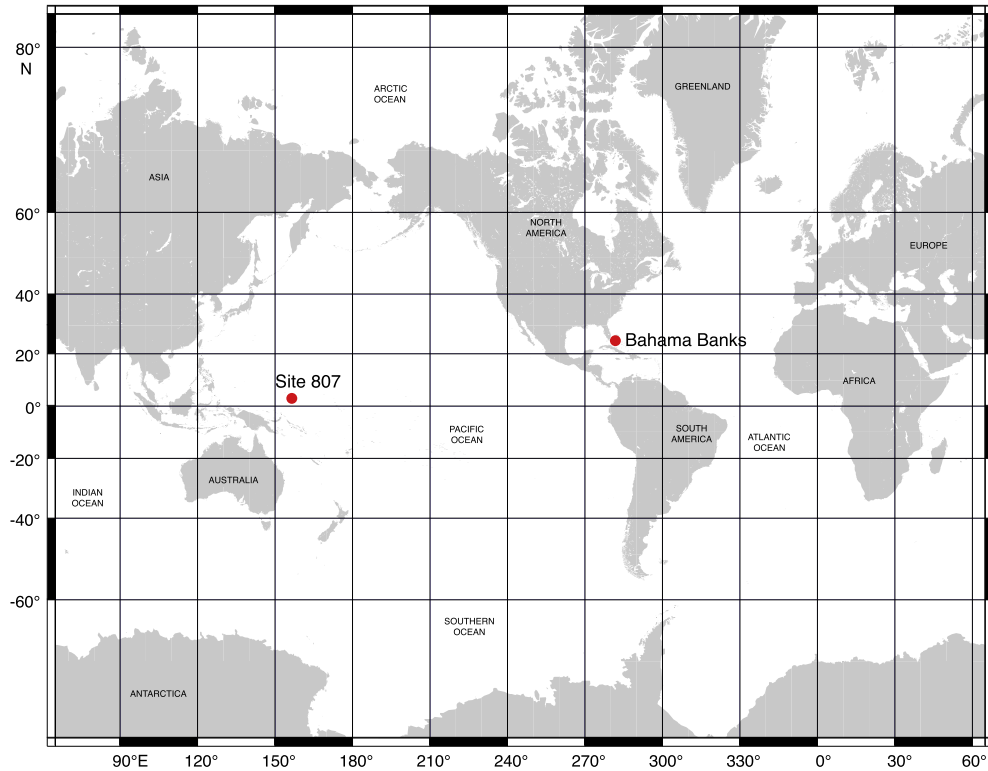 80°
N
ARCTIC
OCEAN
GREENLAND
ASIA
60°
NORTH
AMERICA
EUROPE
40°
Bahama Banks
20°
Site 807
AFRICA
0°
PACIFIC
OCEAN
SOUTH
AMERICA
ATLANTIC
OCEAN
-20°
AUSTRALIA
INDIAN
OCEAN
-40°
-60°
SOUTHERN
OCEAN
ANTARCTICA
90°E 120° 150° 180° 210° 240° 270° 300° 330° 0° 30° 60°